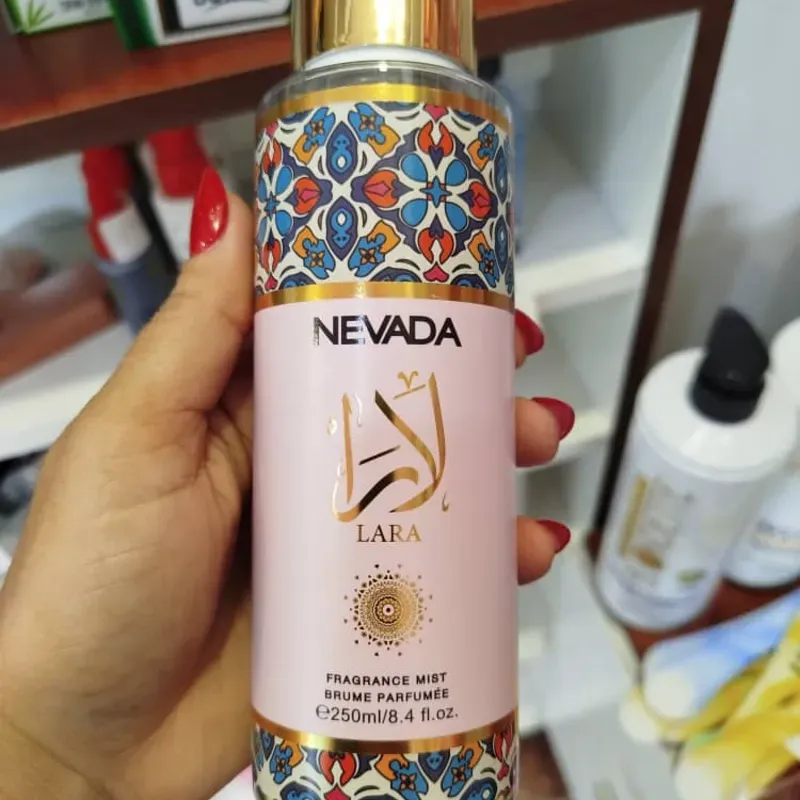 NEVADA
لارا
LARA
FRAGRANCE MIST
BRUME PARFUMÉE
℮250ml/8.4 fl.oz.